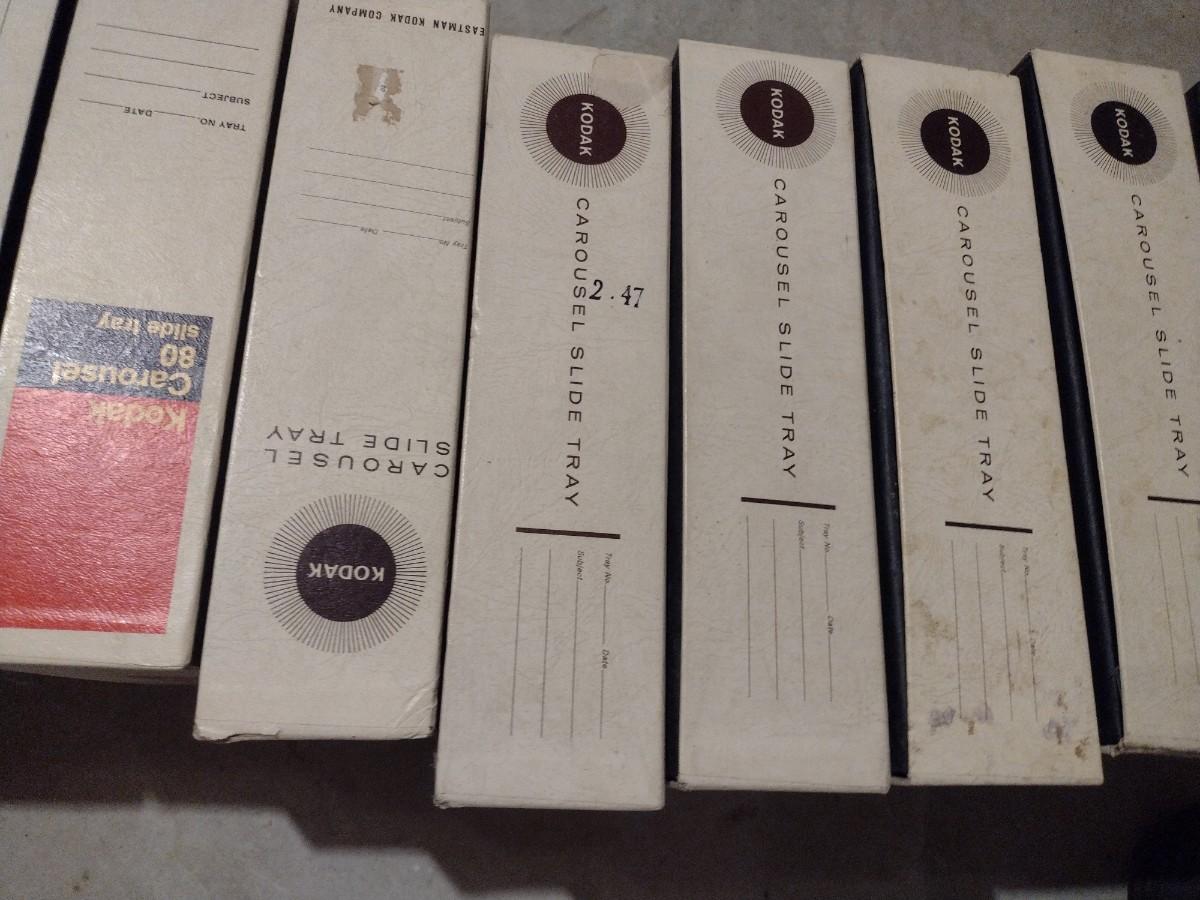 TRAY NO. DATE
SUBJECT
Kodak
Carousel
80
slide tray
EASTMAN KODAK COMPANY
Tray No. Date
Subject
CAROUSEL
SLIDE TRAY
KODAK
KODAK
CAROUSEL SLIDE TRAY
2.47
Tray No. Date
Subject
KODAK
CAROUSEL SLIDE TRAY
Tray No. Date
Subject
KODAK
CAROUSEL SLIDE TRAY
Tray No. Date
Subject
KODAK
CAROUSEL SLIDE TRAY